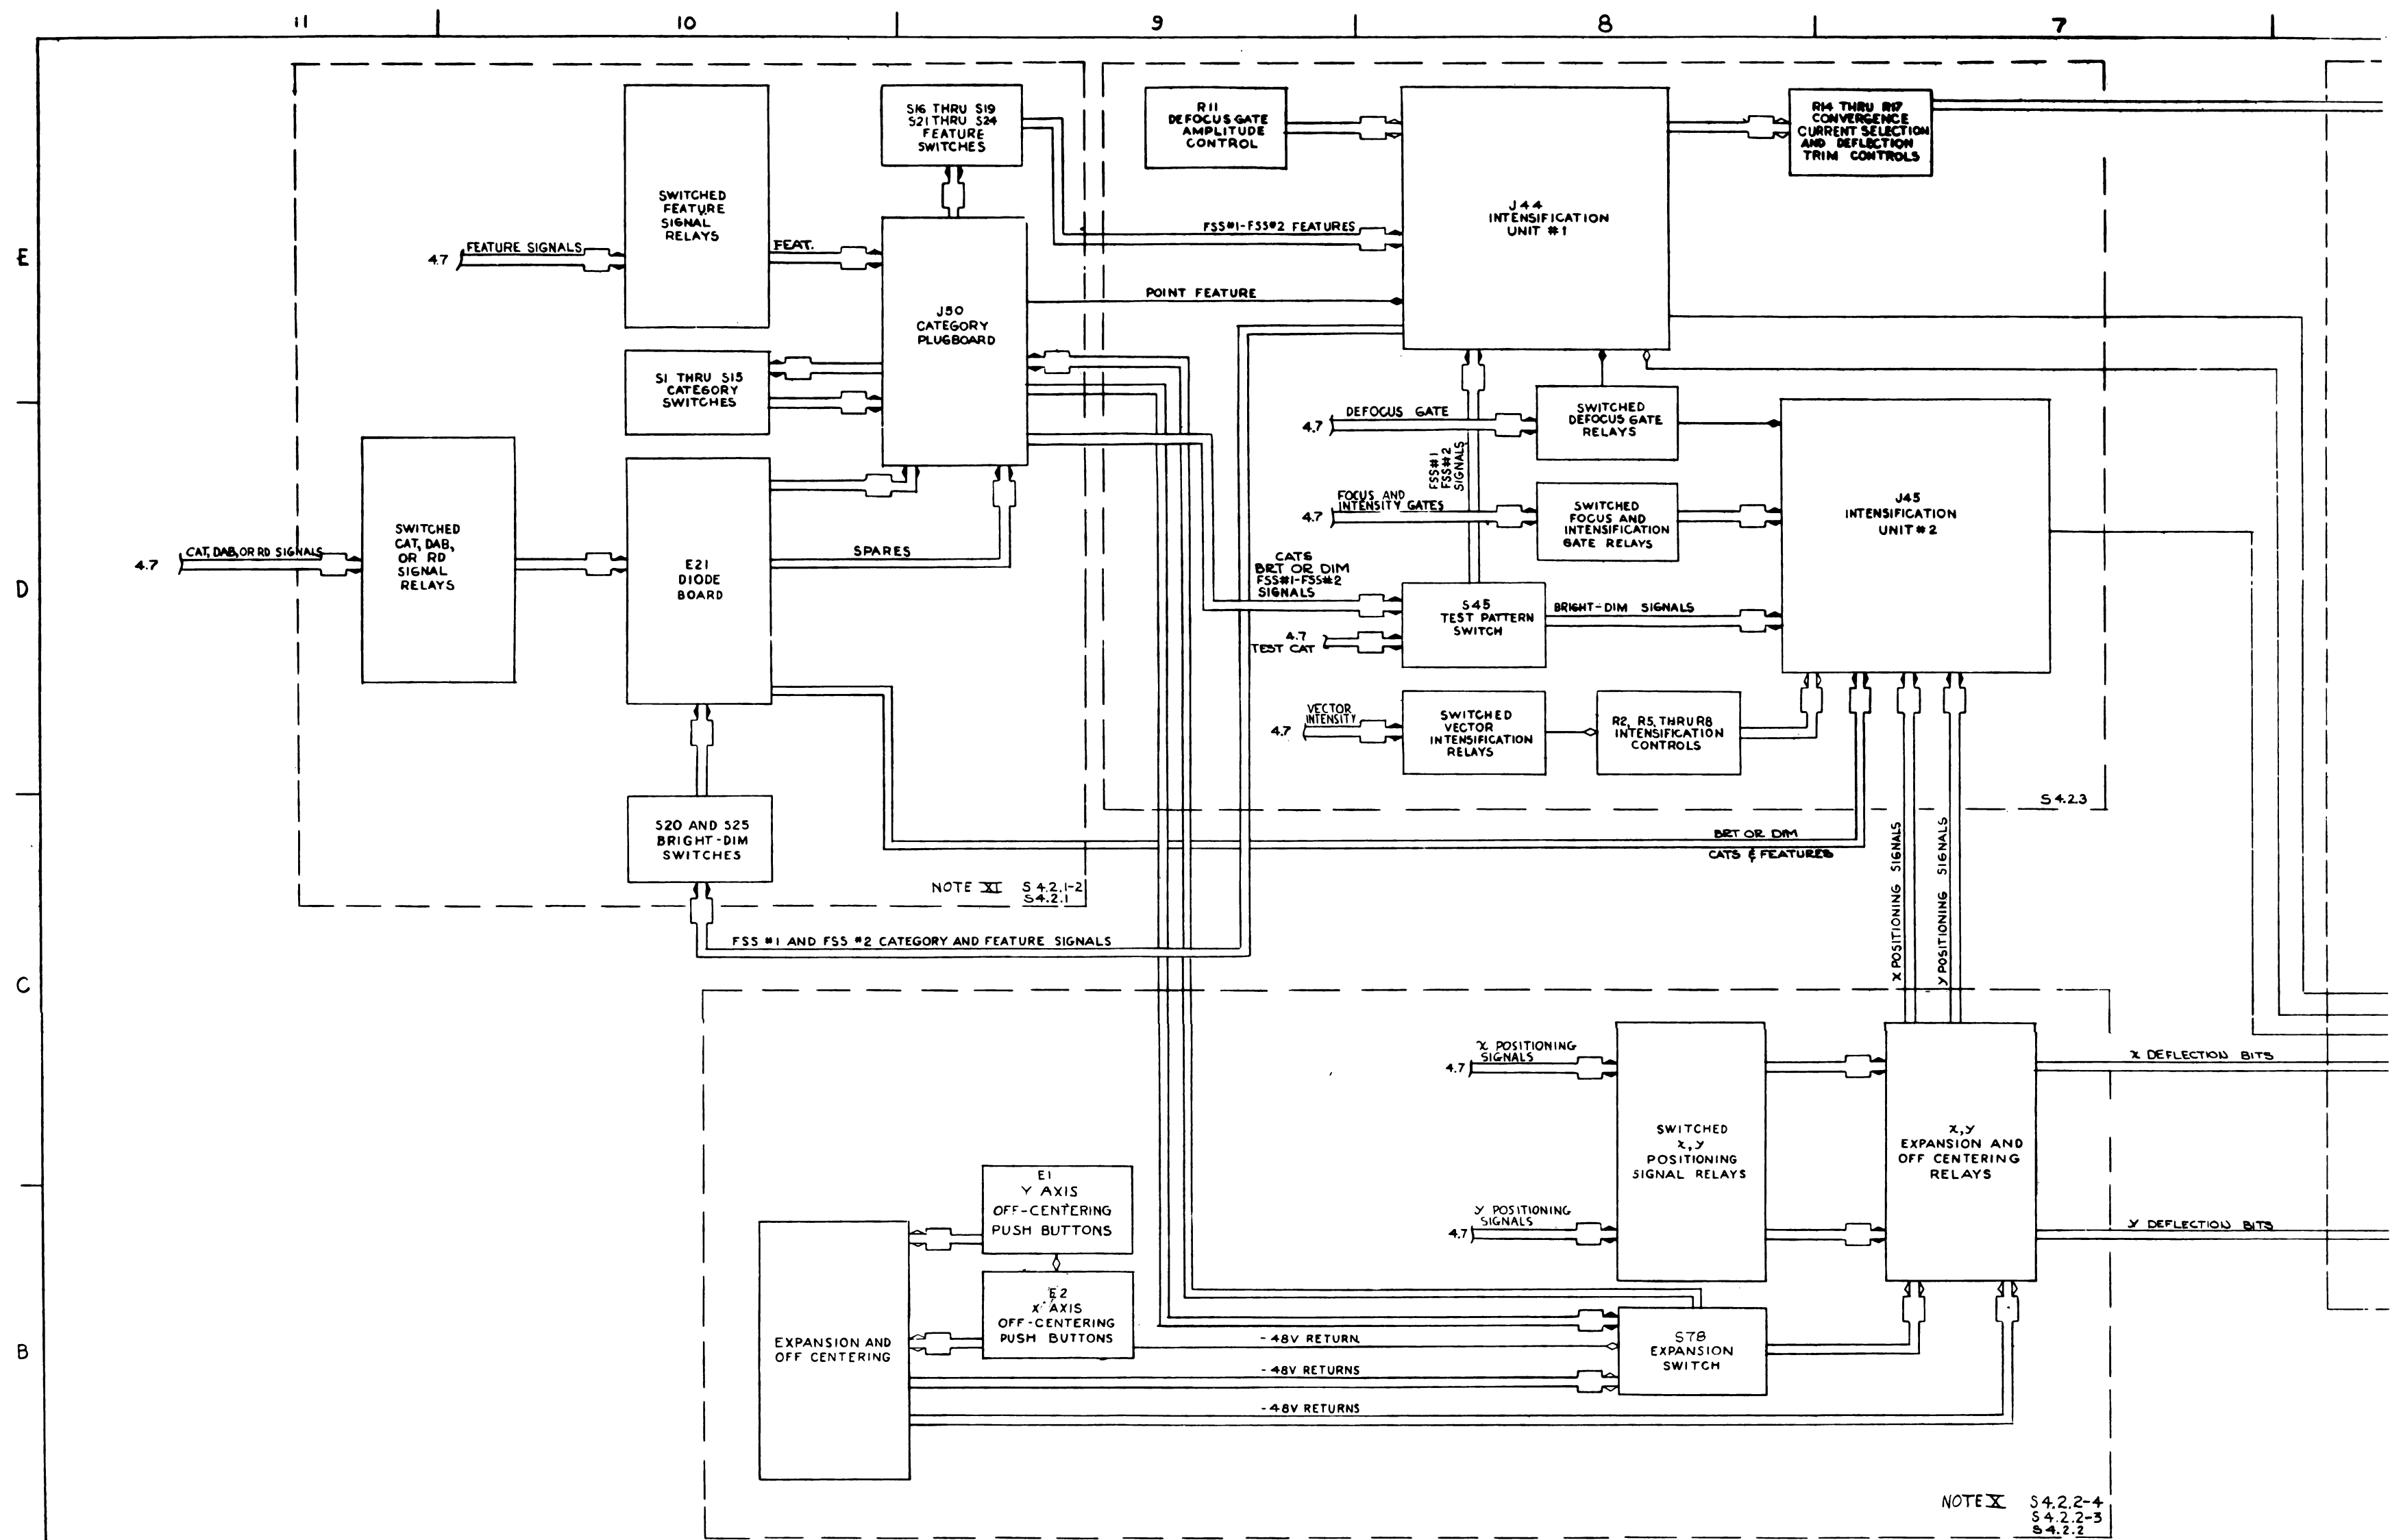 11
10
9
8
7
E
D
C
B
S16 THRU S19
S21 THRU S24
FEATURE
SWITCHES
R11
DEFOCUS GATE
AMPLITUDE
CONTROL
R14 THRU R17
CONVERGENCE
CURRENT SELECTION
AND DEFLECTION
TRIM CONTROLS
SWITCHED
FEATURE
SIGNAL
RELAYS
J44
INTENSIFICATION
UNIT #1
FEATURE SIGNALS
4.7
FEAT.
FSS#1-FSS#2 FEATURES
POINT FEATURE
J50
CATEGORY
PLUGBOARD
S1 THRU S15
CATEGORY
SWITCHES
DEFOCUS GATE
4.7
SWITCHED
DEFOCUS GATE
RELAYS
FSS#1
FSS#2
SIGNALS
J45
INTENSIFICATION
UNIT #2
FOCUS AND
INTENSITY GATES
4.7
SWITCHED
FOCUS AND
INTENSIFICATION
GATE RELAYS
SWITCHED
CAT, DAB,
OR RD
SIGNAL
RELAYS
CAT, DAB, OR RD SIGNALS
4.7
E21
DIODE
BOARD
SPARES
CATS
BRT OR DIM
FSS#1-FSS#2
SIGNALS
S45
TEST PATTERN
SWITCH
BRIGHT-DIM SIGNALS
4.7
TEST CAT
VECTOR
INTENSITY
4.7
SWITCHED
VECTOR
INTENSIFICATION
RELAYS
R2, R5, THRU R8
INTENSIFICATION
CONTROLS
S 4.2.3
S20 AND S25
BRIGHT-DIM
SWITCHES
BRT OR DIM
CATS & FEATURES
NOTE XI S 4.2.1-2
S4.2.1
X POSITIONING SIGNALS
Y POSITIONING SIGNALS
FSS #1 AND FSS #2 CATEGORY AND FEATURE SIGNALS
X POSITIONING
SIGNALS
4.7
X DEFLECTION BITS
SWITCHED
X, Y
POSITIONING
SIGNAL RELAYS
X, Y
EXPANSION AND
OFF CENTERING
RELAYS
E1
Y AXIS
OFF-CENTERING
PUSH BUTTONS
Y POSITIONING
SIGNALS
4.7
Y DEFLECTION BITS
E2
X AXIS
OFF-CENTERING
PUSH BUTTONS
EXPANSION AND
OFF CENTERING
-48V RETURN
-48V RETURNS
-48V RETURNS
S78
EXPANSION
SWITCH
NOTE X S 4.2.2-4
S 4.2.2-3
S 4.2.2